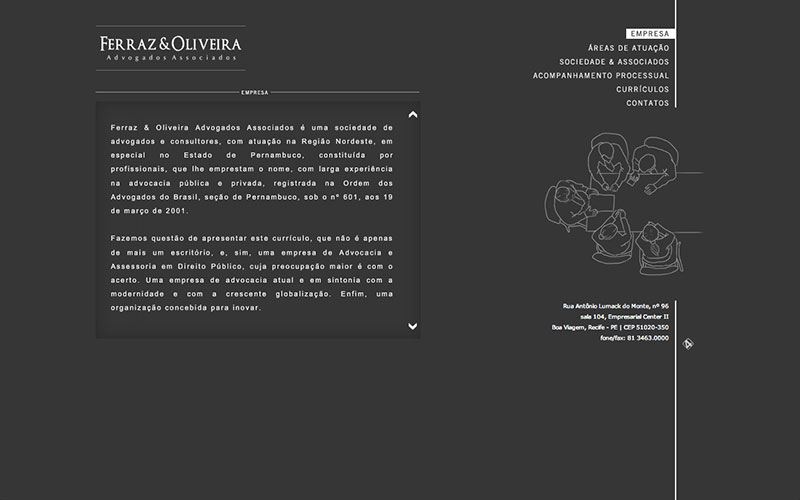 FERRAZ & OLIVEIRA
Advogados Associados
EMPRESA
ÁREAS DE ATUAÇÃO
SOCIEDADE & ASSOCIADOS
ACOMPANHAMENTO PROCESSUAL
CURRÍCULOS
CONTATOS
EMPRESA
Ferraz & Oliveira Advogados Associados é uma sociedade de
advogados e consultores, com atuação na Região Nordeste, em
especial no Estado de Pernambuco, constituída por
profissionais, que lhe emprestam o nome, com larga experiência
na advocacia pública e privada, registrada na Ordem dos
Advogados do Brasil, seção de Pernambuco, sob o nº 601, aos 19
de março de 2001.
Fazemos questão de apresentar este currículo, que não é apenas
de mais um escritório, e, sim, uma empresa de Advocacia e
Assessoria em Direito Público, cuja preocupação maior é com o
acerto. Uma empresa de advocacia atual e em sintonia com a
modernidade e com a crescente globalização. Enfim, uma
organização concebida para inovar.
Rua Antônio Lumack do Monte, nº 96
sala 104, Empresarial Center II
Boa Viagem, Recife - PE | CEP 51020-350
fone/fax: 81 3463.0000